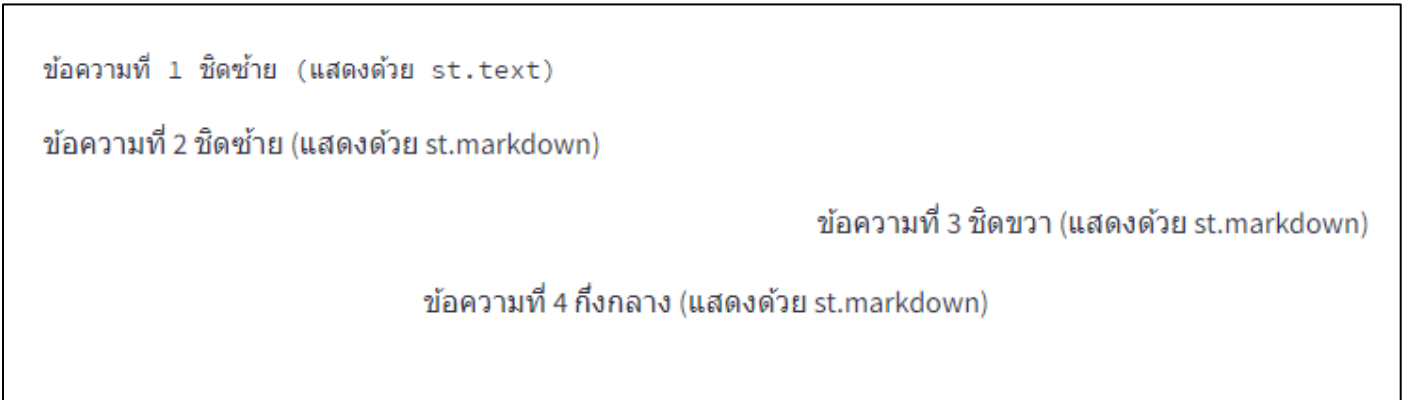 ข้อความที่ 1 ชิดซ้าย (แสดงด้วย st.text)
ข้อความที่ 2 ชิดซ้าย (แสดงด้วย st.markdown)
ข้อความที่ 3 ชิดขวา (แสดงด้วย st.markdown)
ข้อความที่ 4 กึ่งกลาง (แสดงด้วย st.markdown)